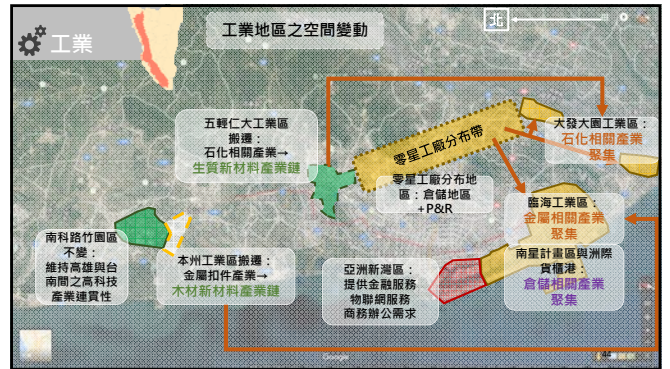 工業
工業地區之空間變動
北
五輕仁大工業區
搬遷：
石化相關產業→
生質新材料產業鏈
零星工廠分布帶
大發大園工業區：
石化相關產業
聚集
零星工廠分布地
區：倉儲地區
+P&R
臨海工業區：
金屬相關產業
聚集
南科路竹園區
不變：
維持高雄與台
南間之高科技
產業連貫性
本州工業區搬遷：
金屬扣件產業→
木材新材料產業鏈
亞洲新灣區：
提供金融服務
物聯網服務
商務辦公需求
南星計畫區與洲際
貨櫃港：
倉儲相關產業
聚集
Google
44